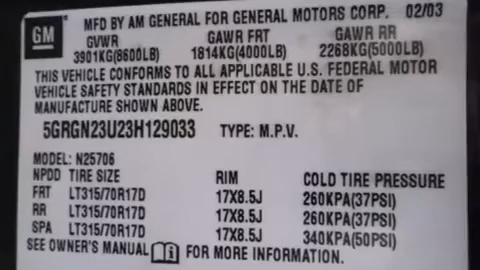 GM
MFD BY AM GENERAL FOR GENERAL MOTORS CORP. 02/03
GVWR GAWR FRT GAWR RR
3901KG(8600LB) 1814KG(4000LB) 2268KG(5000LB)
THIS VEHICLE CONFORMS TO ALL APPLICABLE U.S. FEDERAL MOTOR
VEHICLE SAFETY STANDARDS IN EFFECT ON THE DATE OF
MANUFACTURE SHOWN ABOVE.
5GRGN23U23H129033 TYPE: M.P.V.
MODEL: N25706
NPDD TIRE SIZE RIM COLD TIRE PRESSURE
FRT LT315/70R17D 17X8.5J 260KPA(37PSI)
RR LT315/70R17D 17X8.5J 260KPA(37PSI)
SPA LT315/70R17D 17X8.5J 340KPA(50PSI)
SEE OWNER'S MANUAL FOR MORE INFORMATION.